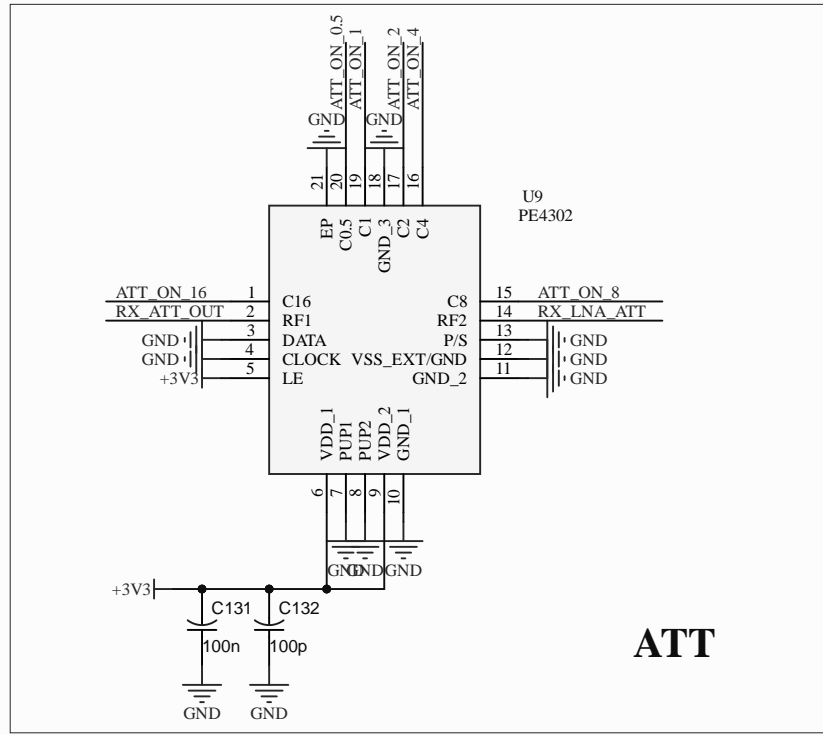 ATT_ON_0.5
ATT_ON_1
ATT_ON_2
ATT_ON_4
GND
GND
21
20
19
18
17
16
U9
PE4302
EP
C0.5
C1
GND_3
C2
C4
ATT_ON_16 1 C16
RX_ATT_OUT 2 RF1
GND 3 DATA
GND 4 CLOCK
+3V3 5 LE
C8 15 ATT_ON_8
RF2 14 RX_LNA_ATT
P/S 13 GND
VSS_EXT/GND 12 GND
GND_2 11 GND
VDD_1
PUP1
PUP2
VDD_2
GND_1
6
7
8
9
10
GND
GND
GND
+3V3
C131
100n
C132
100p
GND
GND
ATT